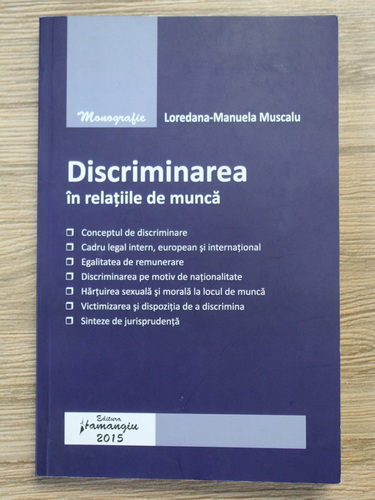 Monografie
Loredana-Manuela Muscalu
Discriminarea
în relațiile de muncă
❐ Conceptul de discriminare
❐ Cadru legal intern, european și internațional
❐ Egalitatea de remunerare
❐ Discriminarea pe motiv de naționalitate
❐ Hărțuirea sexuală și morală la locul de muncă
❐ Victimizarea și dispoziția de a discrimina
❐ Sinteze de jurisprudență
Editura
Hamangiu
2015